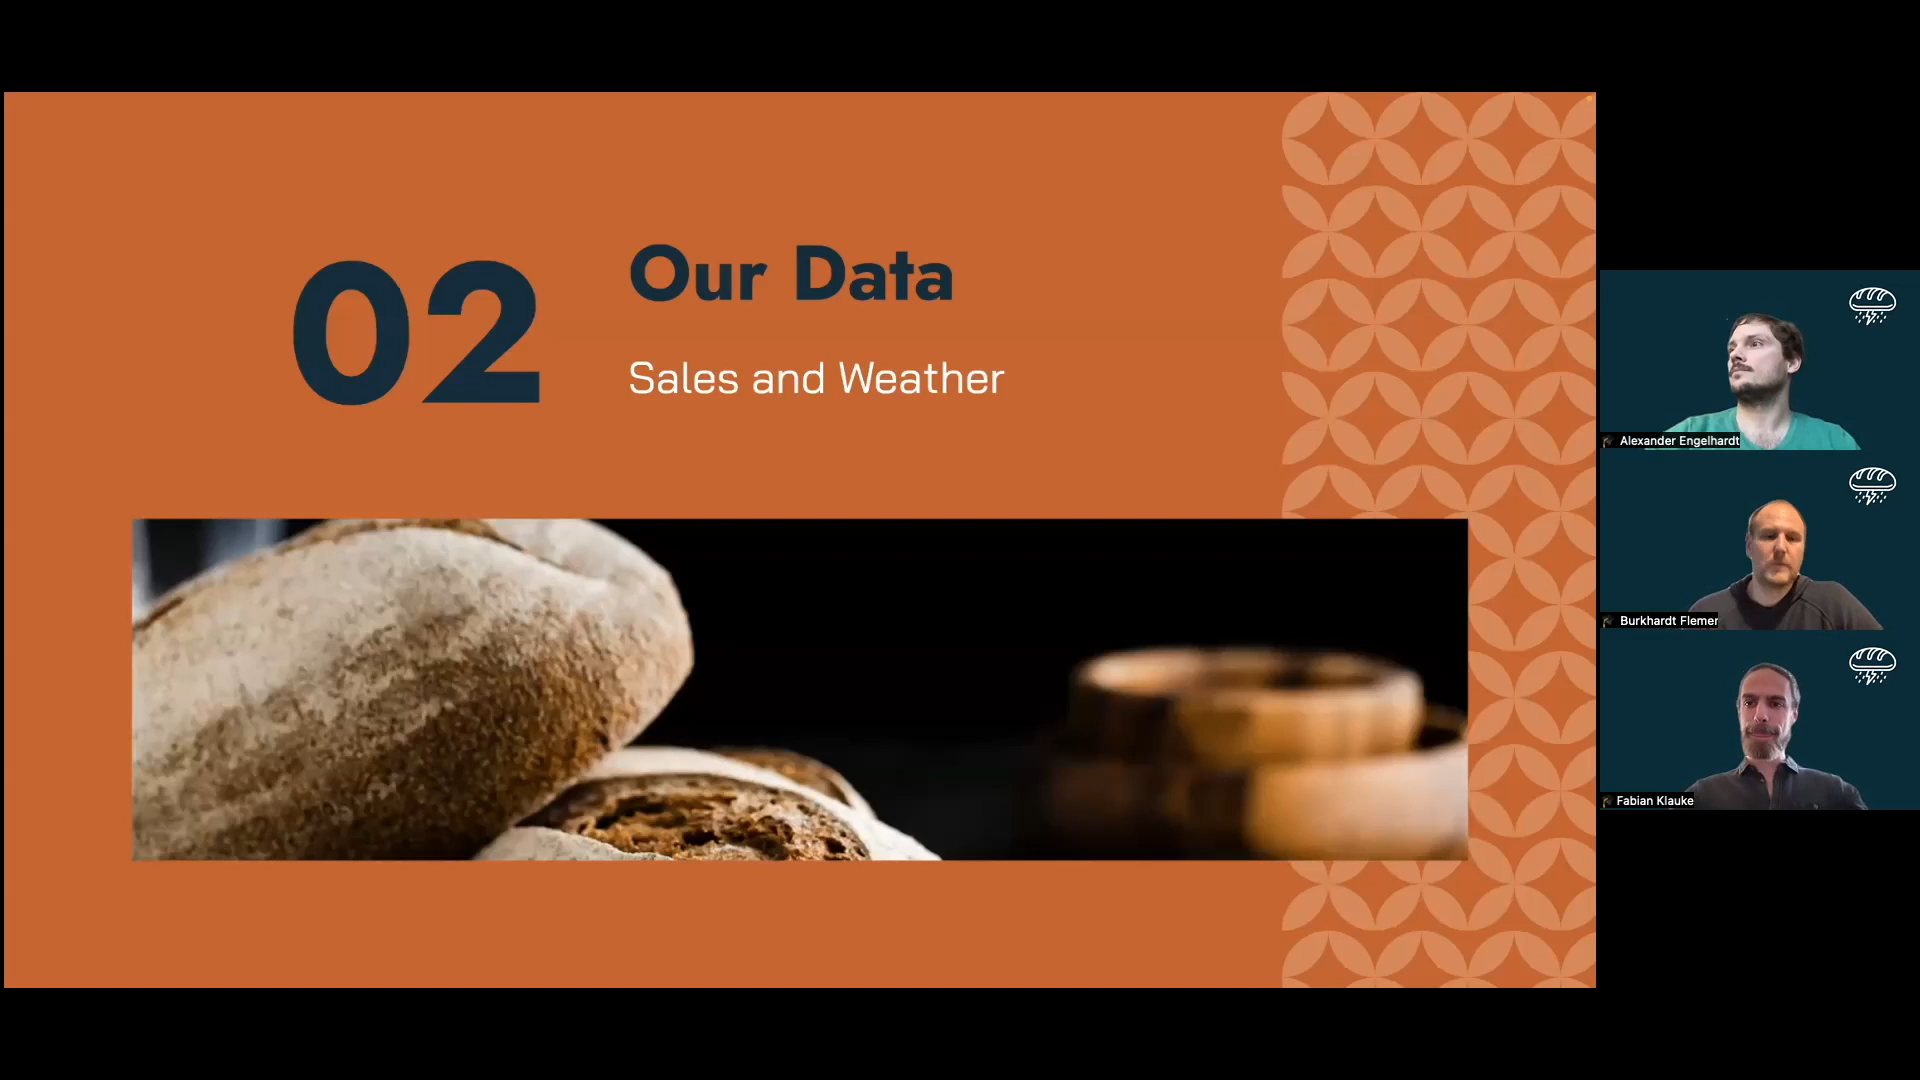 02
Our Data
Sales and Weather
Alexander Engelhardt
Burkhardt Flemer
Fabian Klauke